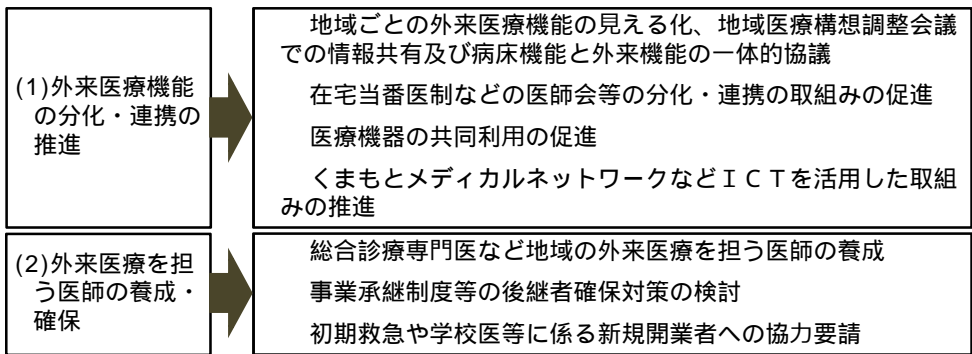 (1)外来医療機能
の分化・連携の
推進
地域ごとの外来医療機能の見える化、地域医療構想調整会議
での情報共有及び病床機能と外来機能の一体的協議
在宅当番医制などの医師会等の分化・連携の取組みの促進
医療機器の共同利用の促進
くまもとメディカルネットワークなどＩＣＴを活用した取組
みの推進
(2)外来医療を担
う医師の養成・
確保
総合診療専門医など地域の外来医療を担う医師の養成
事業承継制度等の後継者確保対策の検討
初期救急や学校医等に係る新規開業者への協力要請